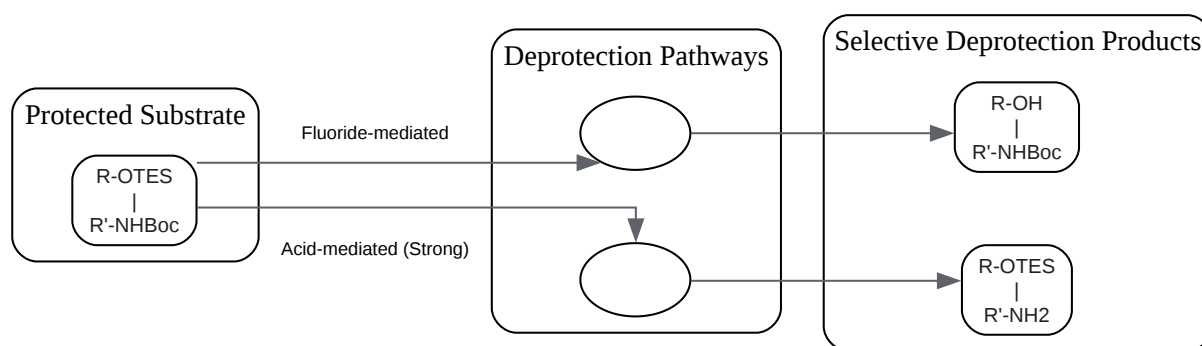 Protected Substrate
R-OTES
|
R'-NHBoc
Fluoride-mediated
Acid-mediated (Strong)
Deprotection Pathways
Selective Deprotection Products
R-OH
|
R'-NHBoc
R-OTES
|
R'-NH2